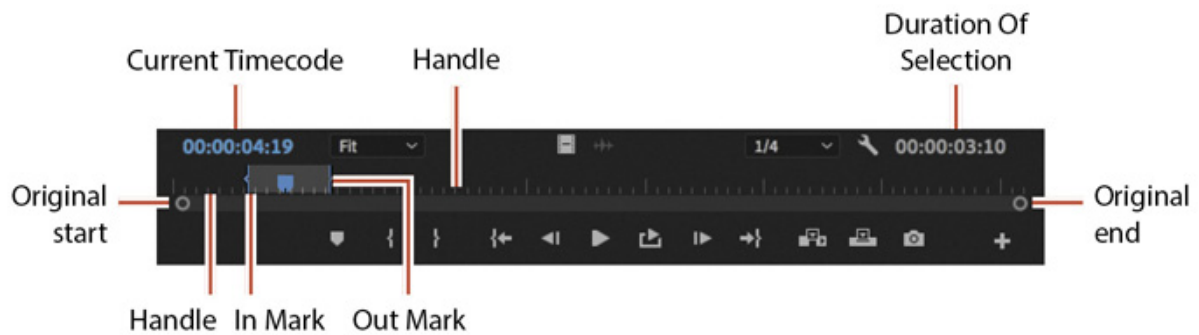 Duration Of
Selection
Current Timecode
Handle
00:00:04:19
Fit
1/4
00:00:03:10
Original
start
Original
end
Handle
In Mark
Out Mark